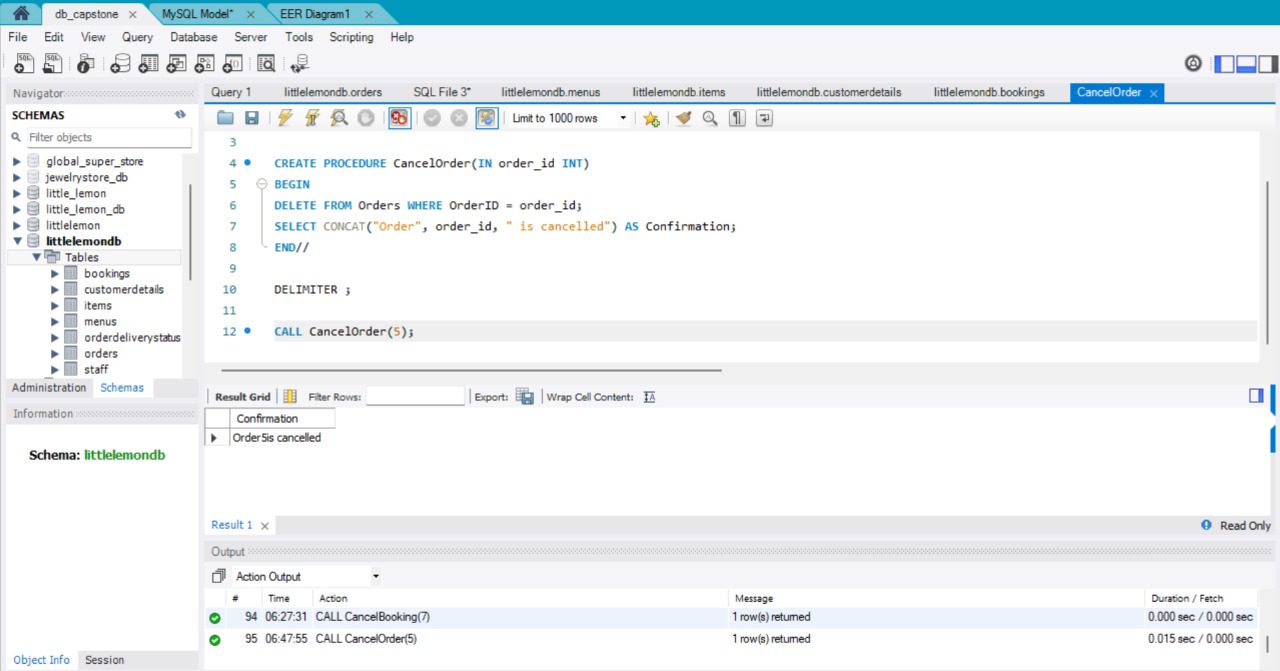 db_capstone × MySQL Model* × EER Diagram1 ×
File Edit View Query Database Server Tools Scripting Help
Navigator
SCHEMAS
Filter objects
global_super_store
jewelrystore_db
little_lemon
little_lemon_db
littlelemon
littlelemondb
Tables
bookings
customerdetails
items
menus
orderdeliverystatus
orders
staff
Administration Schemas
Information
Schema: littlelemondb
Object Info Session
Query 1 littlelemondb.orders SQL File 3* littlelemondb.menus littlelemondb.items littlelemondb.customerdetails littlelemondb.bookings CancelOrder ×
Limit to 1000 rows
3
4 CREATE PROCEDURE CancelOrder(IN order_id INT)
5 BEGIN
6 DELETE FROM Orders WHERE OrderID = order_id;
7 SELECT CONCAT("Order", order_id, " is cancelled") AS Confirmation;
8 END//
9
10 DELIMITER ;
11
12 CALL CancelOrder(5);
Result Grid Filter Rows: Export: Wrap Cell Content: IA
Confirmation
Order5is cancelled
Result 1 × Read Only
Output
Action Output
# Time Action Message Duration / Fetch
94 06:27:31 CALL CancelBooking(7) 1 row(s) returned 0.000 sec / 0.000 sec
95 06:47:55 CALL CancelOrder(5) 1 row(s) returned 0.015 sec / 0.000 sec